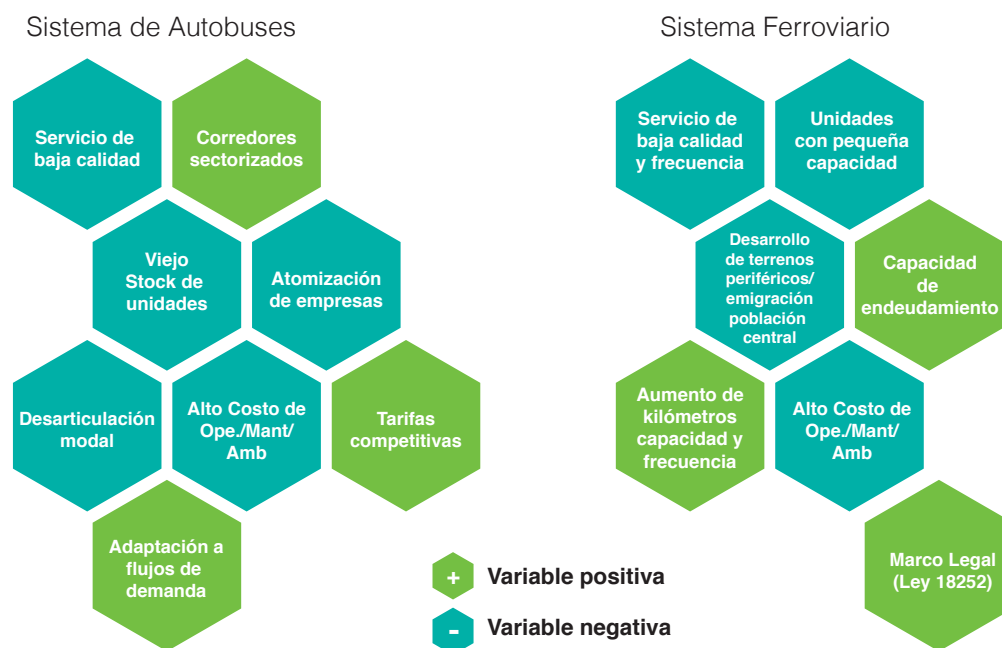 Sistema de Autobuses
Servicio de
baja calidad
Corredores
sectorizados
Viejo
Stock de
unidades
Atomización
de empresas
Desarticulación
modal
Alto Costo de
Ope./Mant/
Amb
Tarifas
competitivas
Adaptación a
flujos de
demanda
Sistema Ferroviario
Servicio de
baja calidad
y frecuencia
Unidades
con pequeña
capacidad
Desarrollo
de terrenos
periféricos/
emigración
población
central
Capacidad
de
endeudamiento
Aumento de
kilómetros
capacidad y
frecuencia
Alto Costo de
Ope./Mant/
Amb
Marco Legal
(Ley 18252)
+ Variable positiva
- Variable negativa